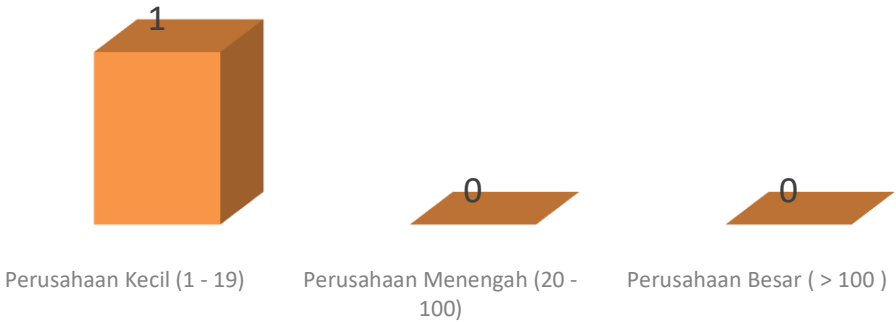 1
0
0
Perusahaan Kecil (1 - 19)
Perusahaan Menengah (20 -
100)
Perusahaan Besar ( > 100 )